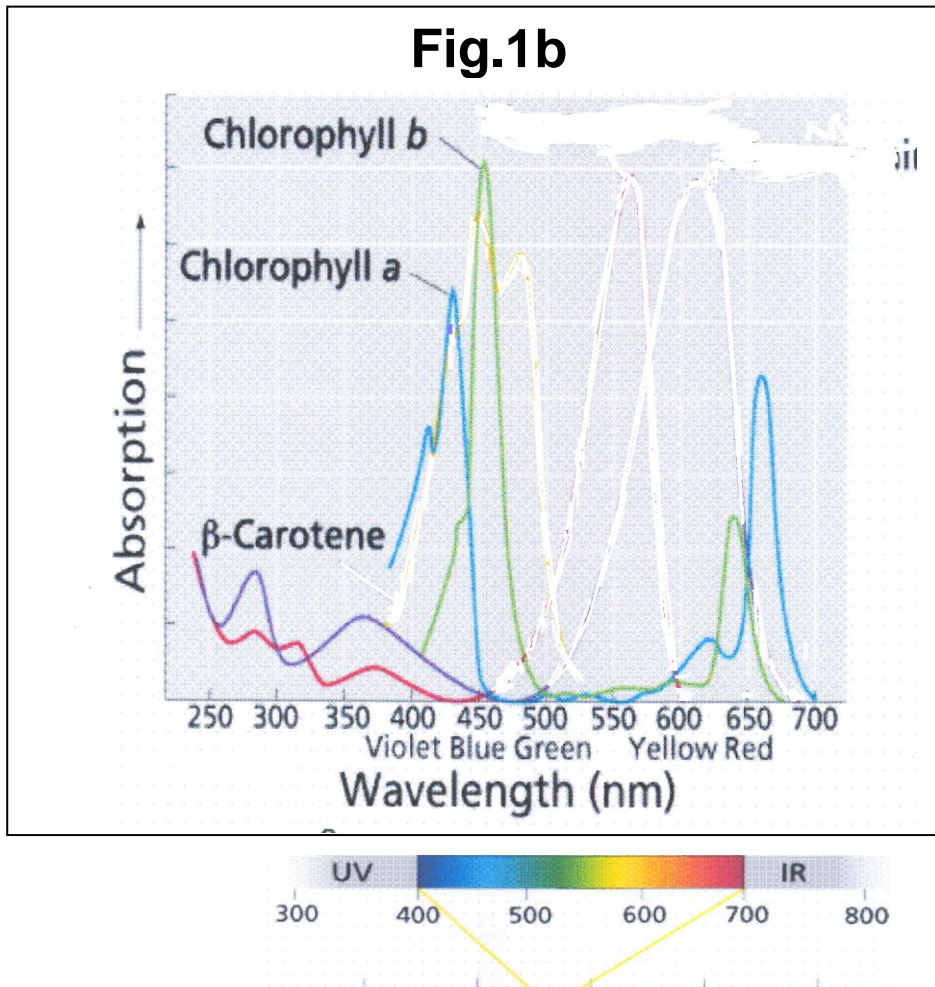 Fig.1b
Chlorophyll b
Chlorophyll a
β-Carotene
Absorption
250 300 350 400 450 500 550 600 650 700
Violet Blue Green Yellow Red
Wavelength (nm)
UV IR
300 400 500 600 700 800